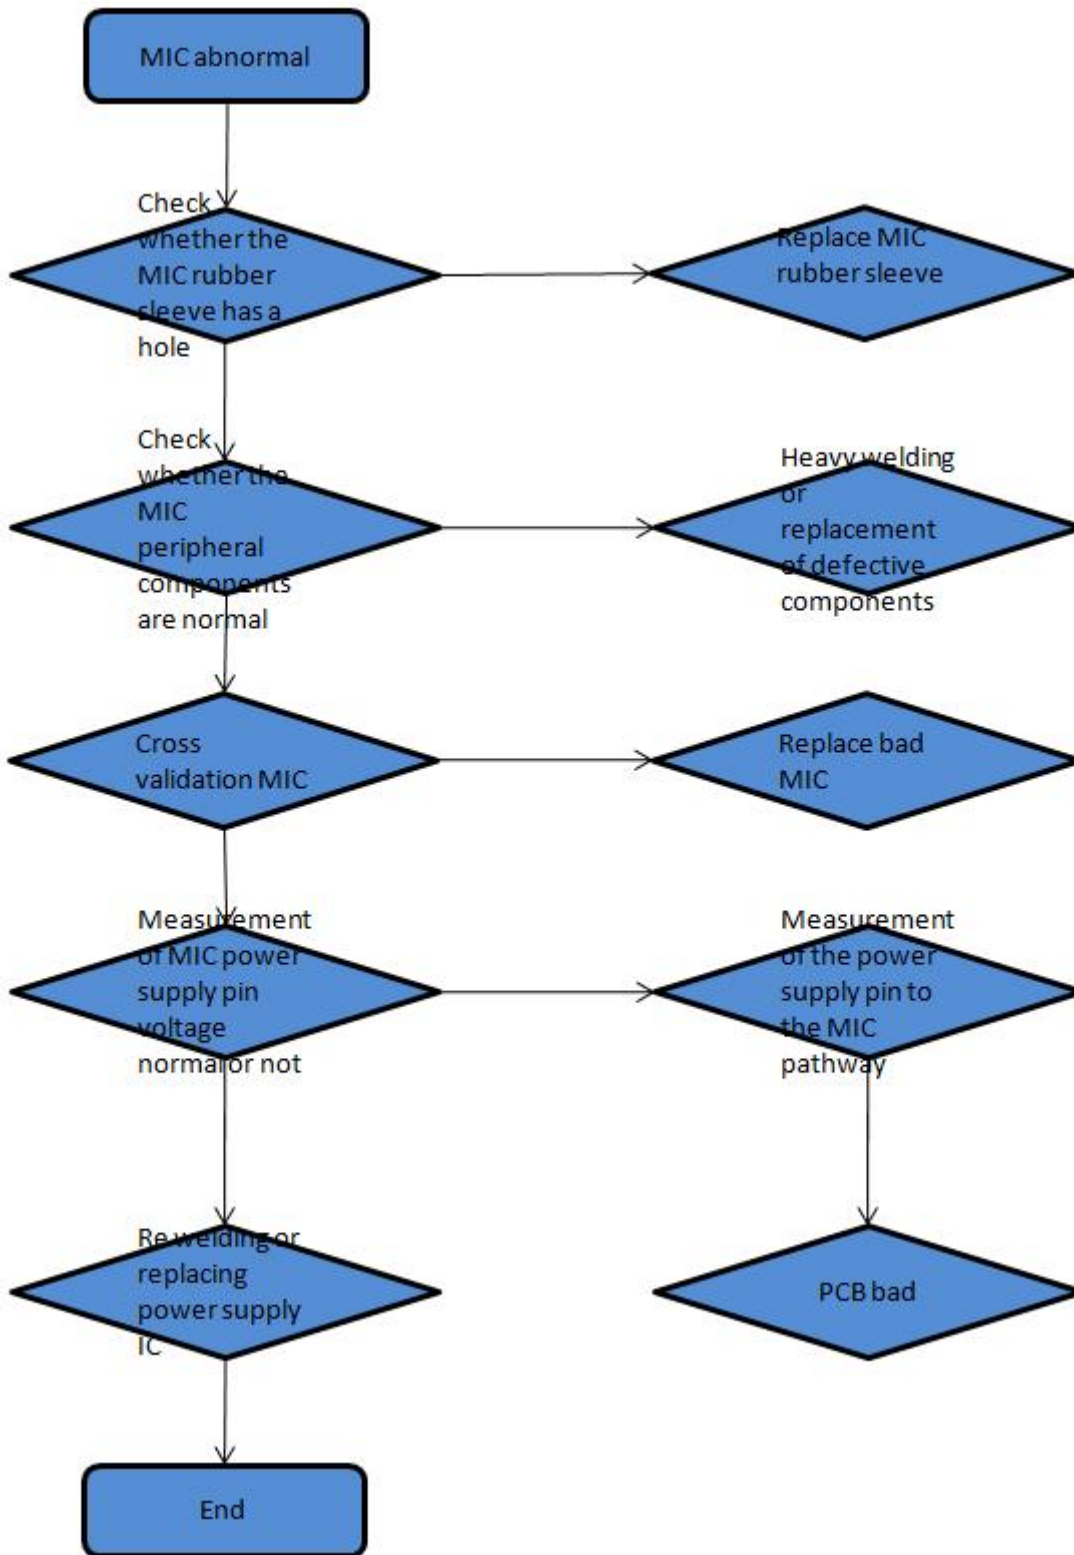 MIC abnormal
Check
whether the
MIC rubber
sleeve has a
hole
Replace MIC
rubber sleeve
Check
whether the
MIC
peripheral
components
are normal
Heavy welding
or
replacement
of defective
components
Cross
validation MIC
Replace bad
MIC
Measurement
of MIC power
supply pin
voltage
normal or not
Measurement
of the power
supply pin to
the MIC
pathway
Re welding or
replacing
power supply
IC
PCB bad
End